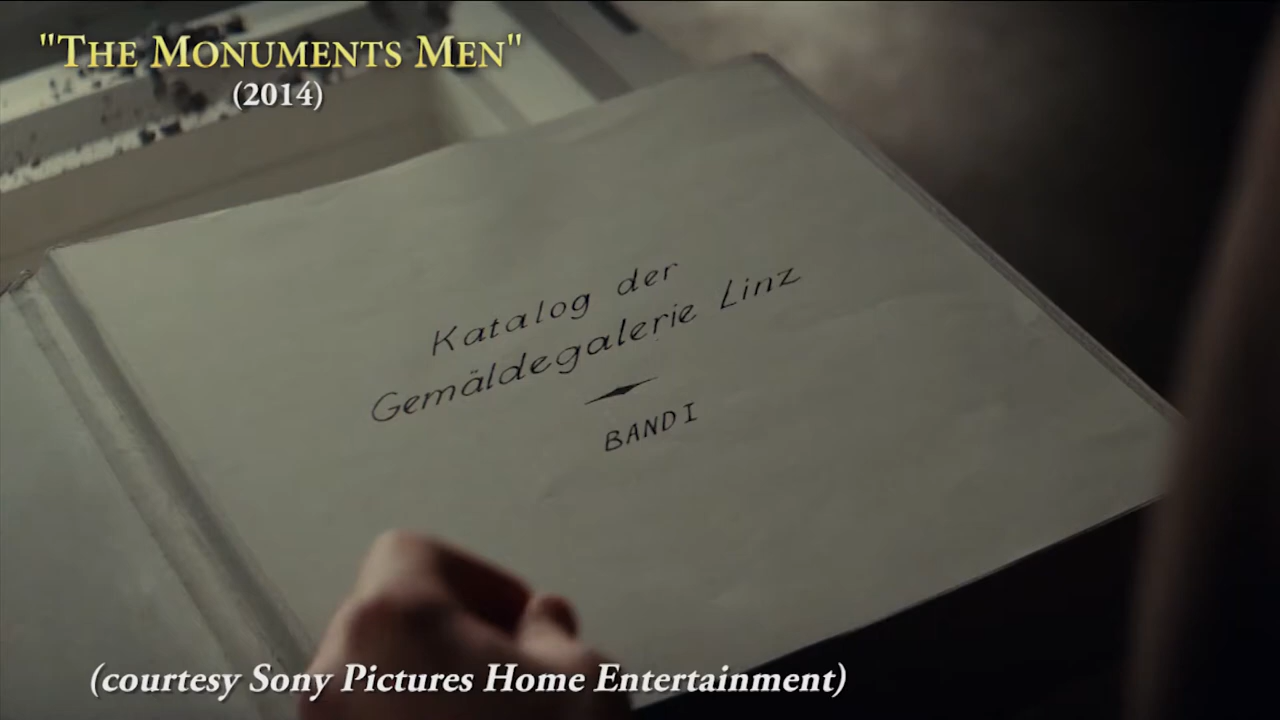 "THE MONUMENTS MEN"
(2014)
Katalog der
Gemäldegalerie Linz
BAND I
(courtesy Sony Pictures Home Entertainment)